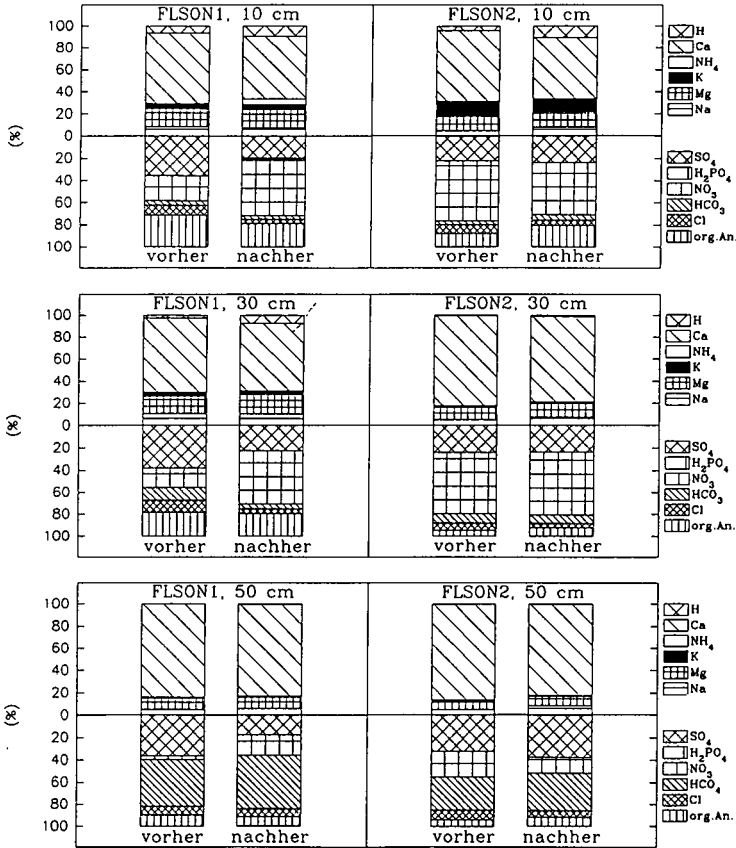 FLSON1, 10 cm
FLSON2, 10 cm
100
80
60
40
20
0
20
40
60
80
100
(%)
vorher
nachher
vorher
nachher
H
Ca
NH₄
K
Mg
Na
SO₄
H₂PO₄
NO₃
HCO₃
Cl
org.An.
FLSON1, 30 cm
FLSON2, 30 cm
100
80
60
40
20
0
20
40
60
80
100
(%)
vorher
nachher
vorher
nachher
H
Ca
NH₄
K
Mg
Na
SO₄
H₂PO₄
NO₃
HCO₃
Cl
org.An.
FLSON1, 50 cm
FLSON2, 50 cm
100
80
60
40
20
0
20
40
60
80
100
(%)
vorher
nachher
vorher
nachher
H
Ca
NH₄
K
Mg
Na
SO₄
H₂PO₄
NO₃
HCO₄
Cl
org.An.